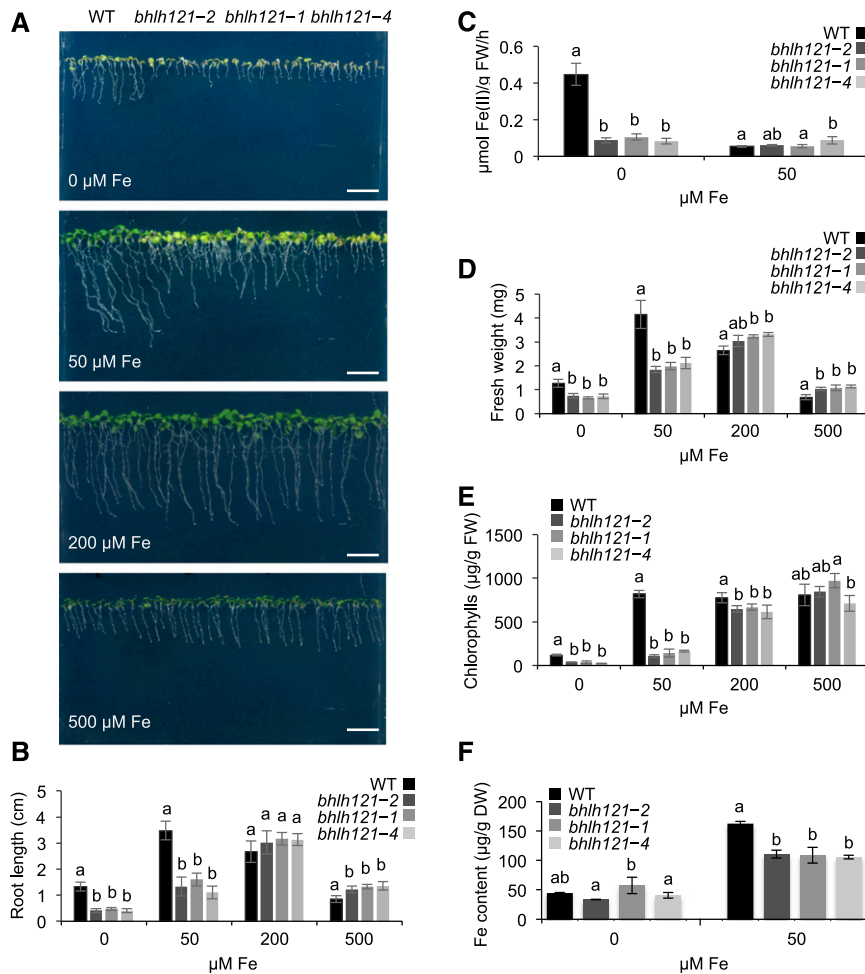 A
WT bhlh121−2 bhlh121−1 bhlh121−4
0 µM Fe
50 µM Fe
200 µM Fe
500 µM Fe
B
WT
bhlh121−2
bhlh121−1
bhlh121−4
Root length (cm)
5
4
3
2
1
0
a b b b
a b b b
a a a a
a b b b
0 50 200 500
µM Fe
C
WT
bhlh121−2
bhlh121−1
bhlh121−4
µmol Fe(II)/g FW/h
0.6
0.4
0.2
0
a b b b
a ab a b
0 50
µM Fe
D
WT
bhlh121−2
bhlh121−1
bhlh121−4
Fresh weight (mg)
5
4
3
2
1
0
a b b b
a b b b
a ab b b
a b b b
0 50 200 500
µM Fe
E
WT
bhlh121−2
bhlh121−1
bhlh121−4
Chlorophylls (µg/g FW)
1500
1000
500
0
a b b b
a b b b
a b b b
ab ab a b
0 50 200 500
µM Fe
F
WT
bhlh121−2
bhlh121−1
bhlh121−4
Fe content (µg/g DW)
200
150
100
50
0
ab a b a
a b b b
0 50
µM Fe